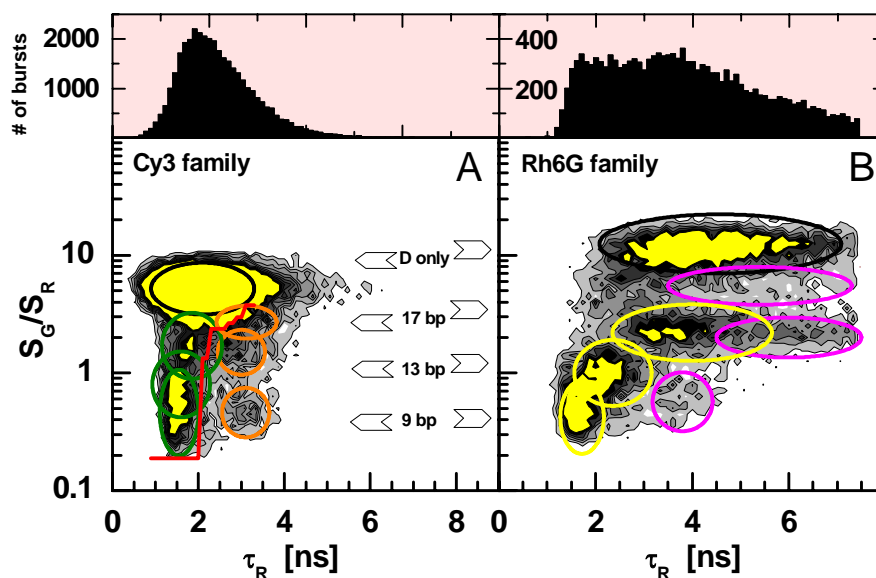 2000
1000
# of bursts
400
200
Cy3 family
A
Rh6G family
B
10
1
0.1
S_G/S_R
D only
17 bp
13 bp
9 bp
0 2 4 6 8
2 4 6
τ_R [ns]
τ_R [ns]